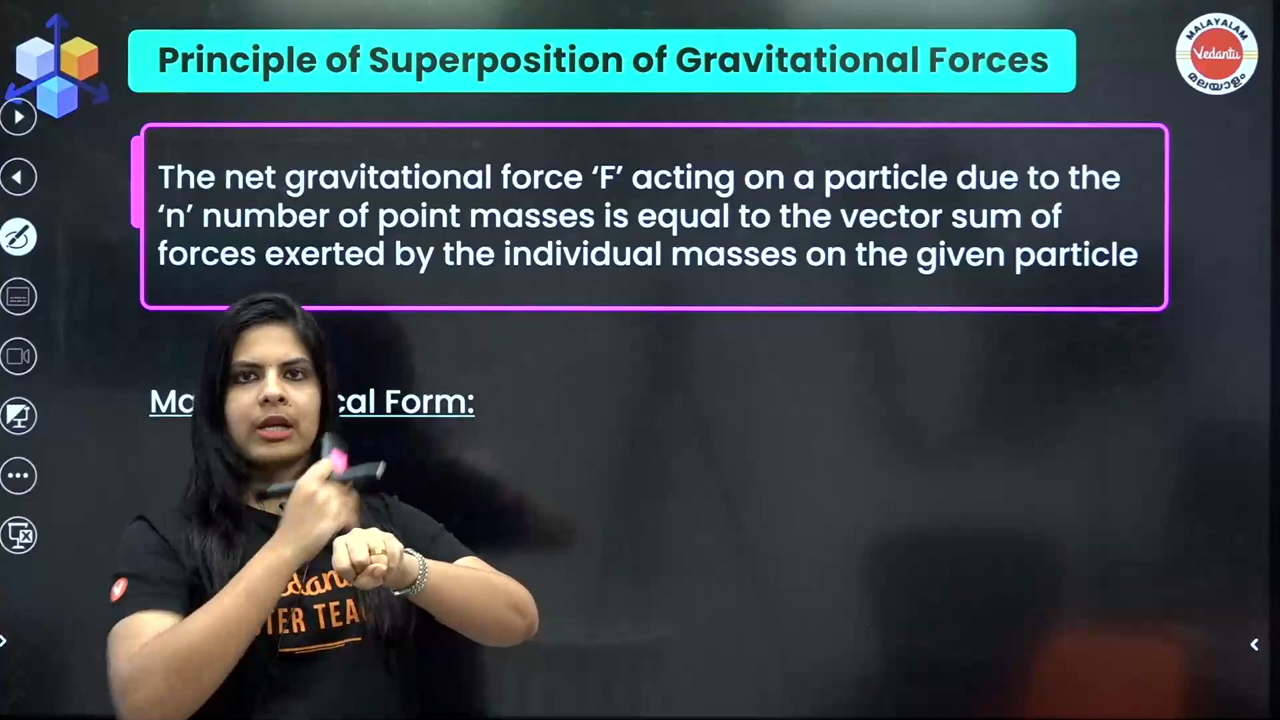 Principle of Superposition of Gravitational Forces
MALAYALAM
Vedantu
മലയാളം
The net gravitational force ‘F’ acting on a particle due to the
‘n’ number of point masses is equal to the vector sum of
forces exerted by the individual masses on the given particle
Form: